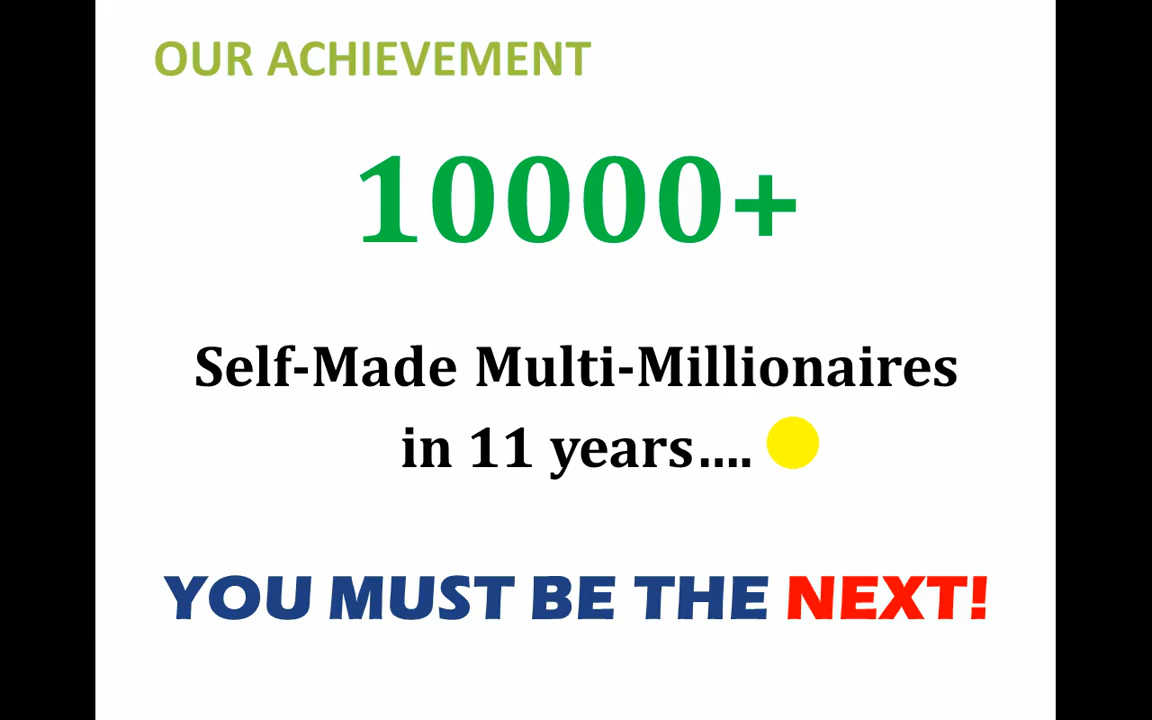 OUR ACHIEVEMENT
10000+
Self-Made Multi-Millionaires
in 11 years....
YOU MUST BE THE NEXT!